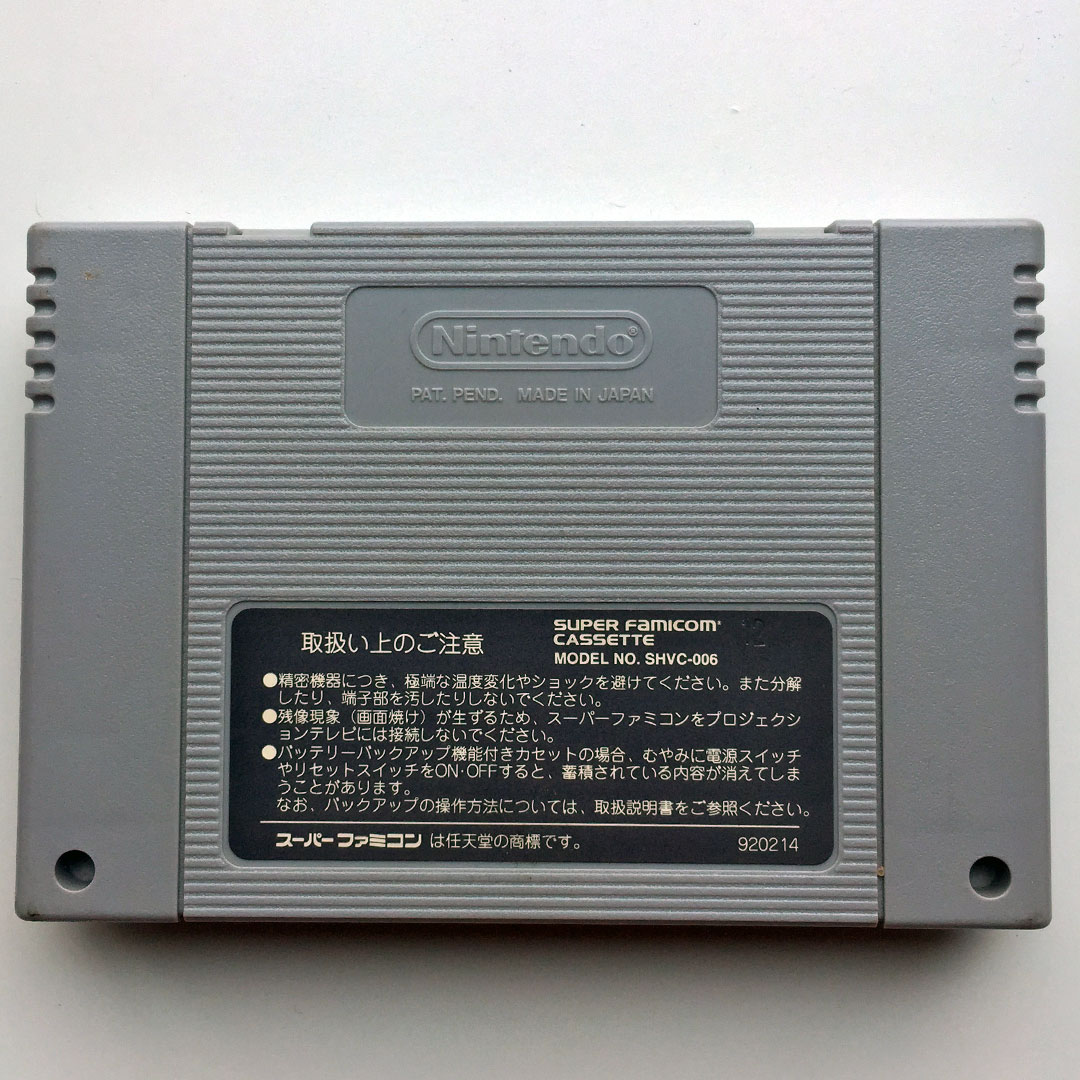 Nintendo®
PAT. PEND. MADE IN JAPAN
取扱い上のご注意
SUPER FAMICOM®
CASSETTE
MODEL NO. SHVC-006
●精密機器につき、極端な温度変化やショックを避けてください。また分解
したり、端子部を汚したりしないでください。
●残像現象（画面焼け）が生ずるため、スーパーファミコンをプロジェクシ
ョンテレビには接続しないでください。
●バッテリーバックアップ機能付きカセットの場合、むやみに電源スイッチ
やリセットスイッチをON·OFFすると、蓄積されている内容が消えてしま
うことがあります。
なお、バックアップの操作方法については、取扱説明書をご参照ください。
スーパーファミコン は任天堂の商標です。
920214